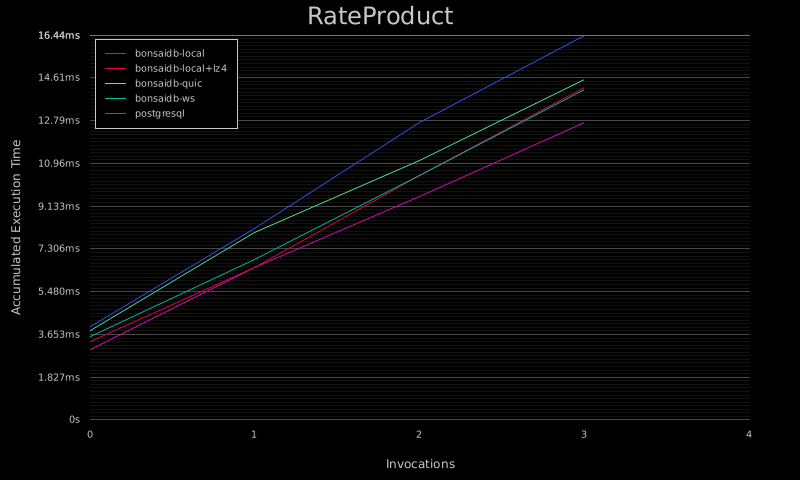 RateProduct
16.44ms
14.61ms
12.79ms
10.96ms
9.133ms
7.306ms
5.480ms
3.653ms
1.827ms
0s
Accumulated Execution Time
bonsaidb-local
bonsaidb-local+lz4
bonsaidb-quic
bonsaidb-ws
postgresql
0 1 2 3 4
Invocations